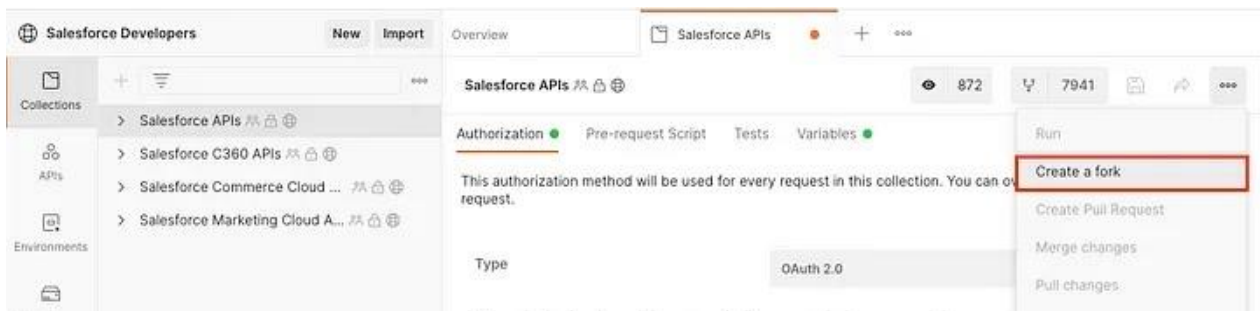 Salesforce Developers New Import
Overview
Salesforce APIs
Collections
APIs
Environments
Salesforce APIs
Salesforce C360 APIs
Salesforce Commerce Cloud ...
Salesforce Marketing Cloud A...
Salesforce APIs 872 7941
Authorization Pre-request Script Tests Variables
This authorization method will be used for every request in this collection. You can ov
request.
Type OAuth 2.0
Run
Create a fork
Create Pull Request
Merge changes
Pull changes